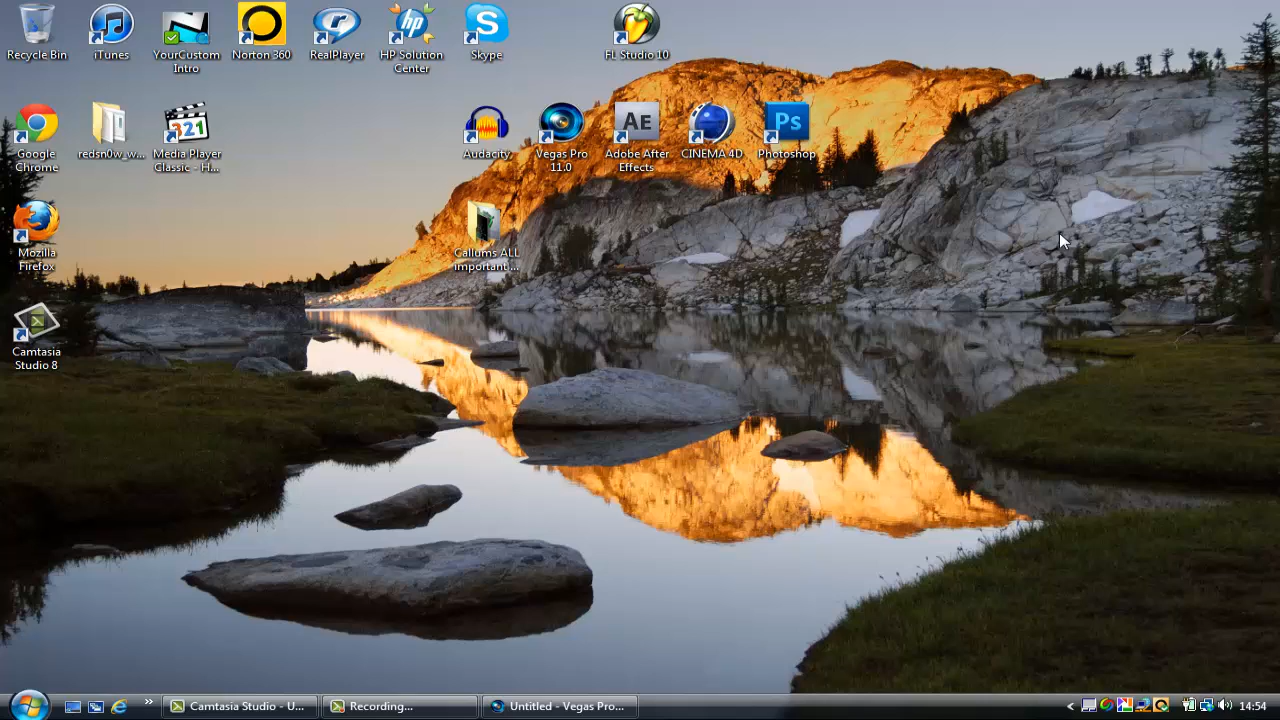 Recycle Bin
iTunes
YourCustom
Intro
Norton 360
RealPlayer
HP Solution
Center
Skype
FL Studio 10
Google
Chrome
redsn0w_w...
Media Player
Classic - H...
Audacity
Vegas Pro
11.0
AE
Adobe After
Effects
CINEMA 4D
Ps
Photoshop
Mozilla
Firefox
Callums ALL
important ...
Camtasia
Studio 8
Camtasia Studio - U...
Recording...
Untitled - Vegas Pro...
14:54